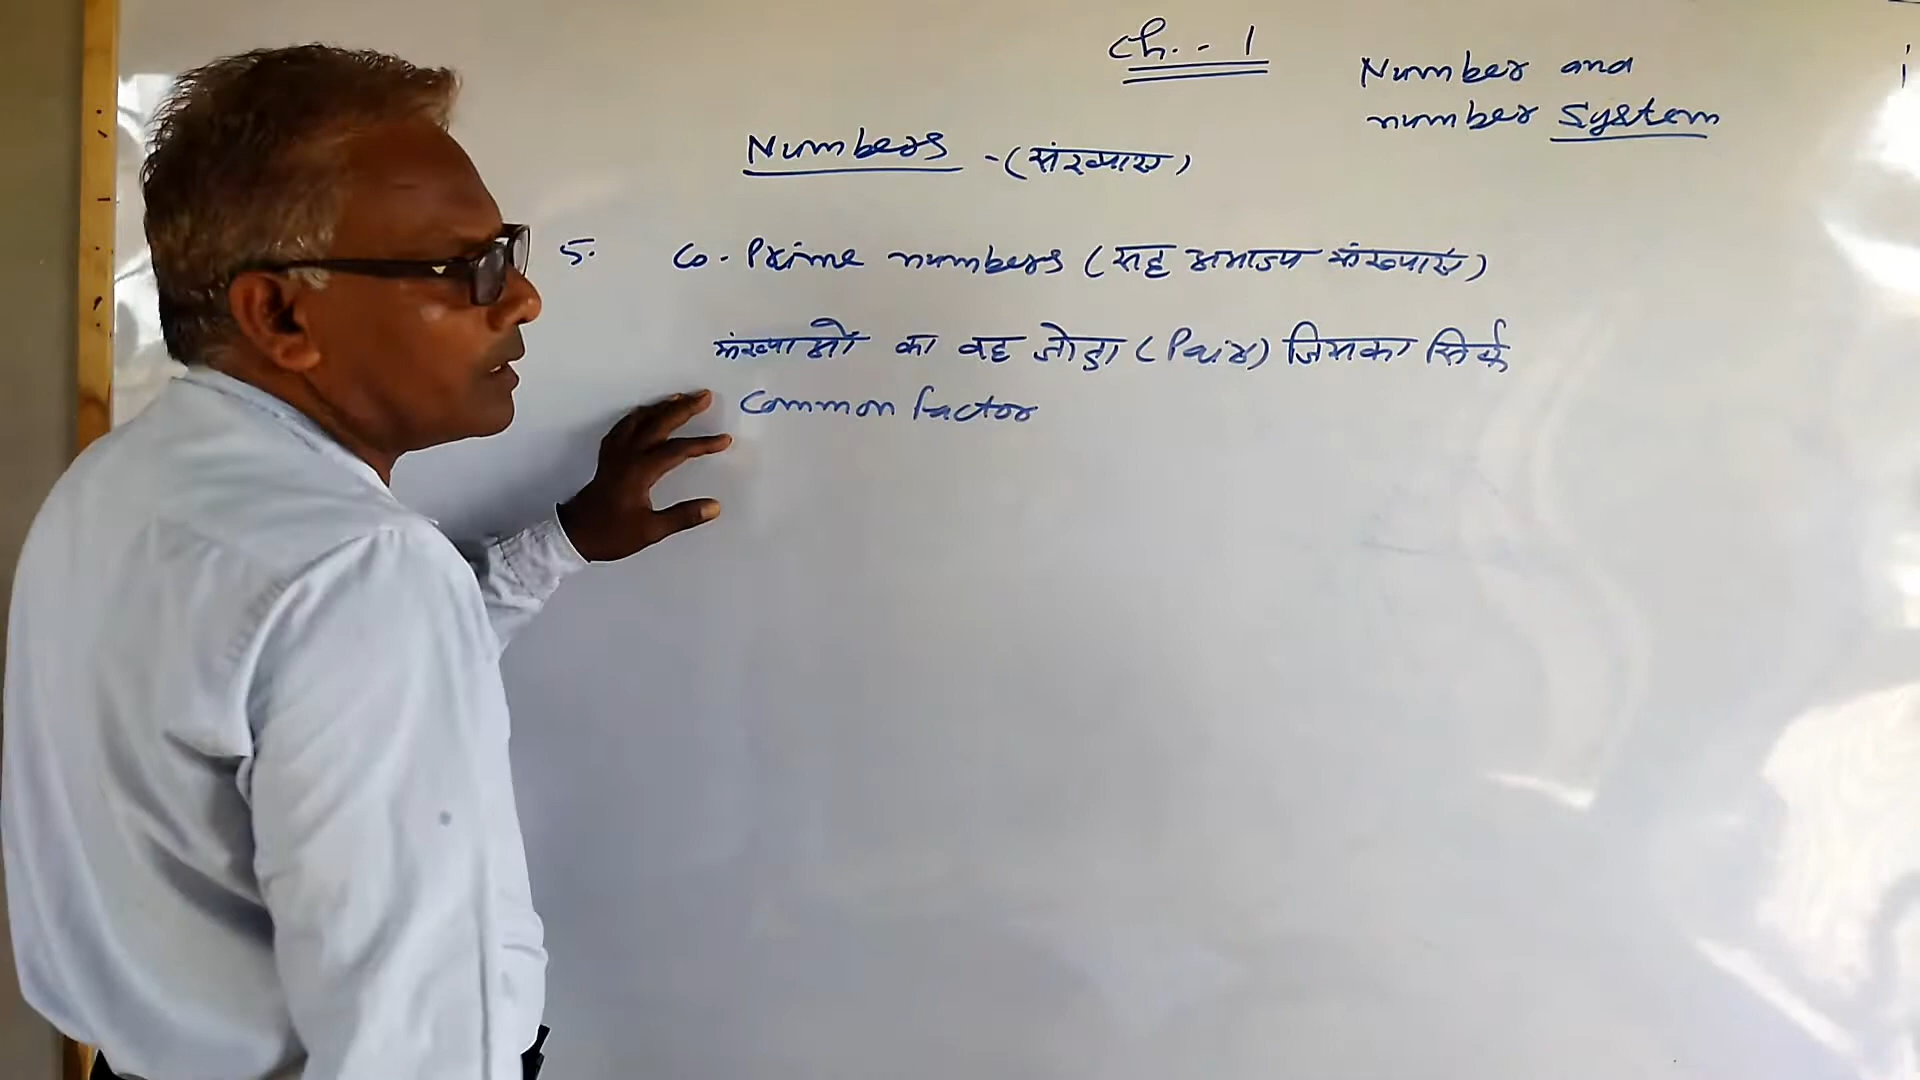 Ch. - 1
Number and
number System
Numbers - (संख्याएं)
5. Co-Prime numbers (सह अभाज्य संख्याएं)
संख्याओं का वह जोड़ा (Pair) जिसका सिर्फ
Common factor